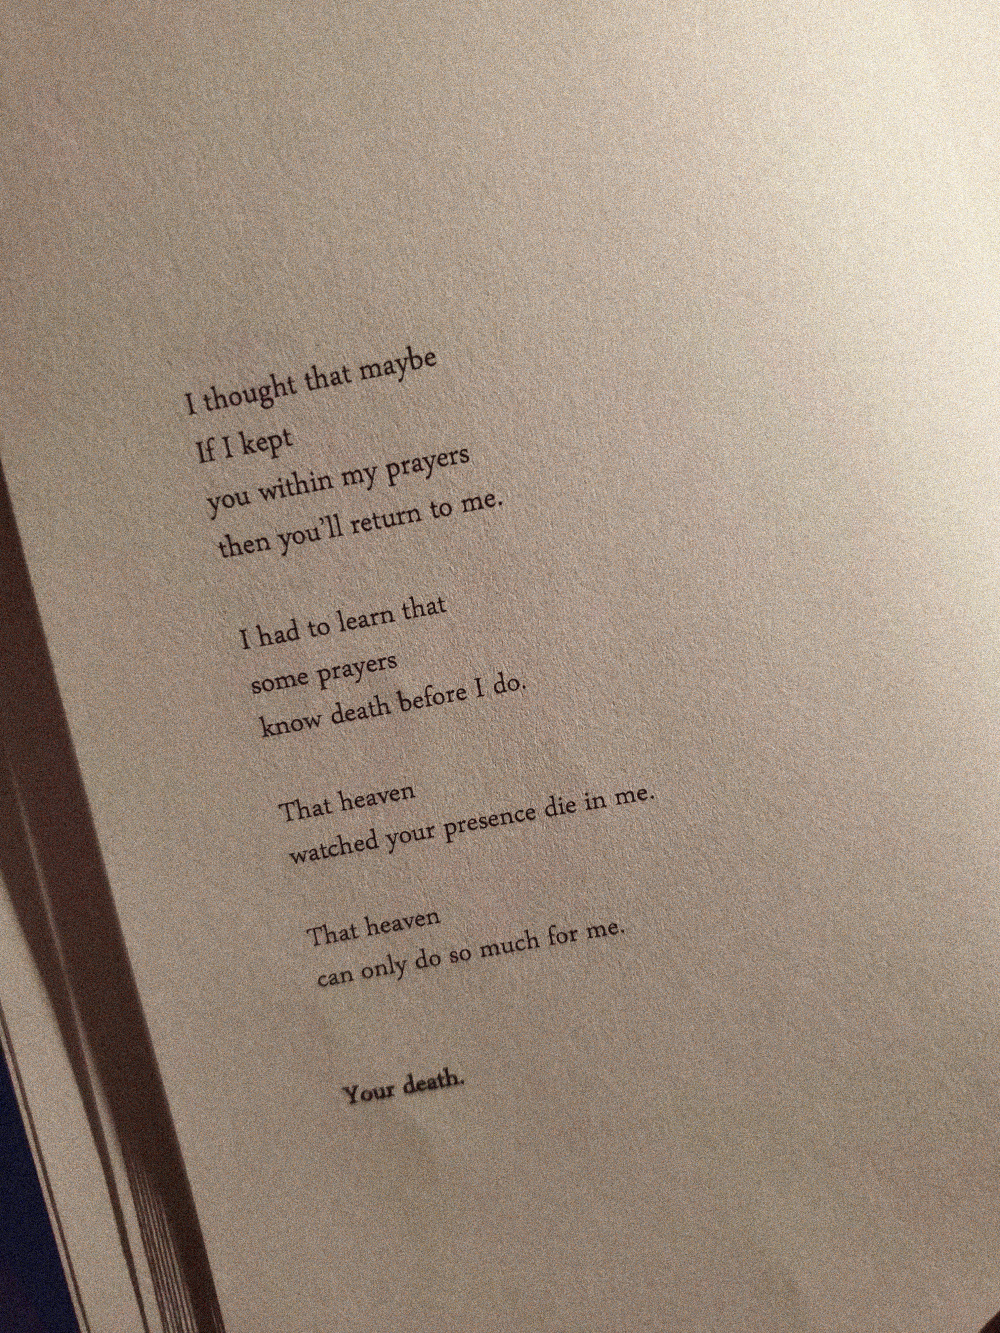 I thought that maybe
If I kept
you within my prayers
then you'll return to me.
I had to learn that
some prayers
know death before I do.
That heaven
watched your presence die in me.
That heaven
can only do so much for me.
Your death.